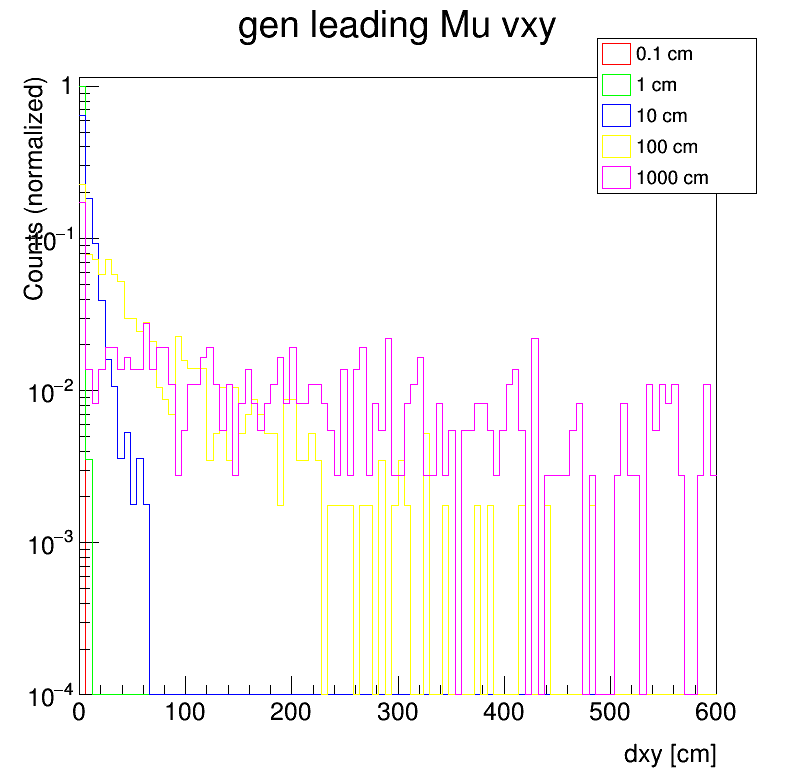 gen leading Mu vxy
0.1 cm
1 cm
10 cm
100 cm
1000 cm
Counts (normalized)
1
10−1
10−2
10−3
10−4
0 100 200 300 400 500 600
dxy [cm]